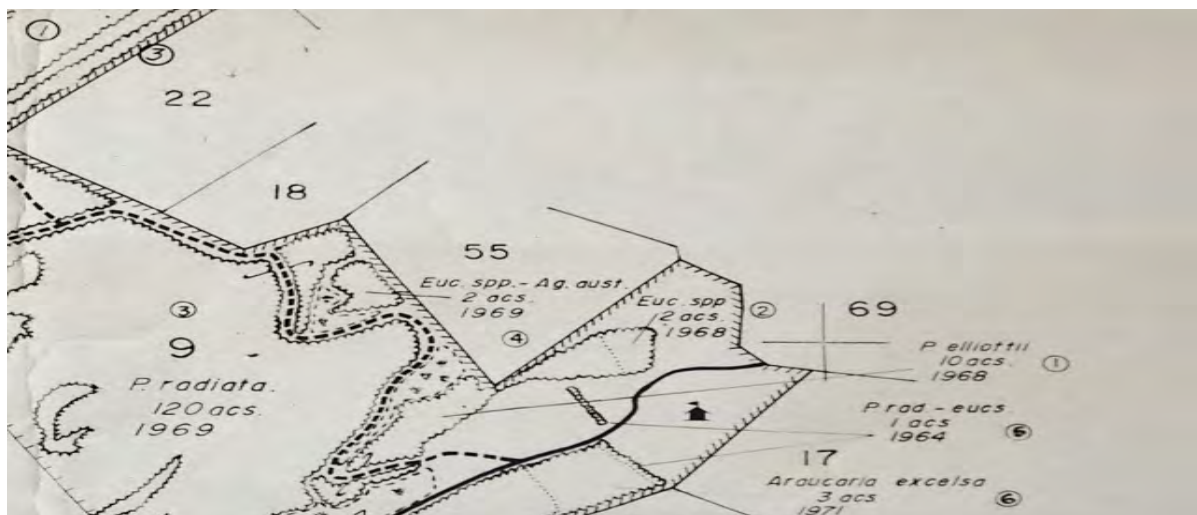 1
3
22
18
55
Euc. spp. - Ag. aust.
2 acs.
1969
4
Euc. spp
12 acs.
1968
2
69
P elliottii
10 acs.
1968
1
3
9
P. radiata.
120 acs.
1969
P rad. - eucs.
1 acs
1964
5
17
Araucaria excelsa
3 acs
1971
6